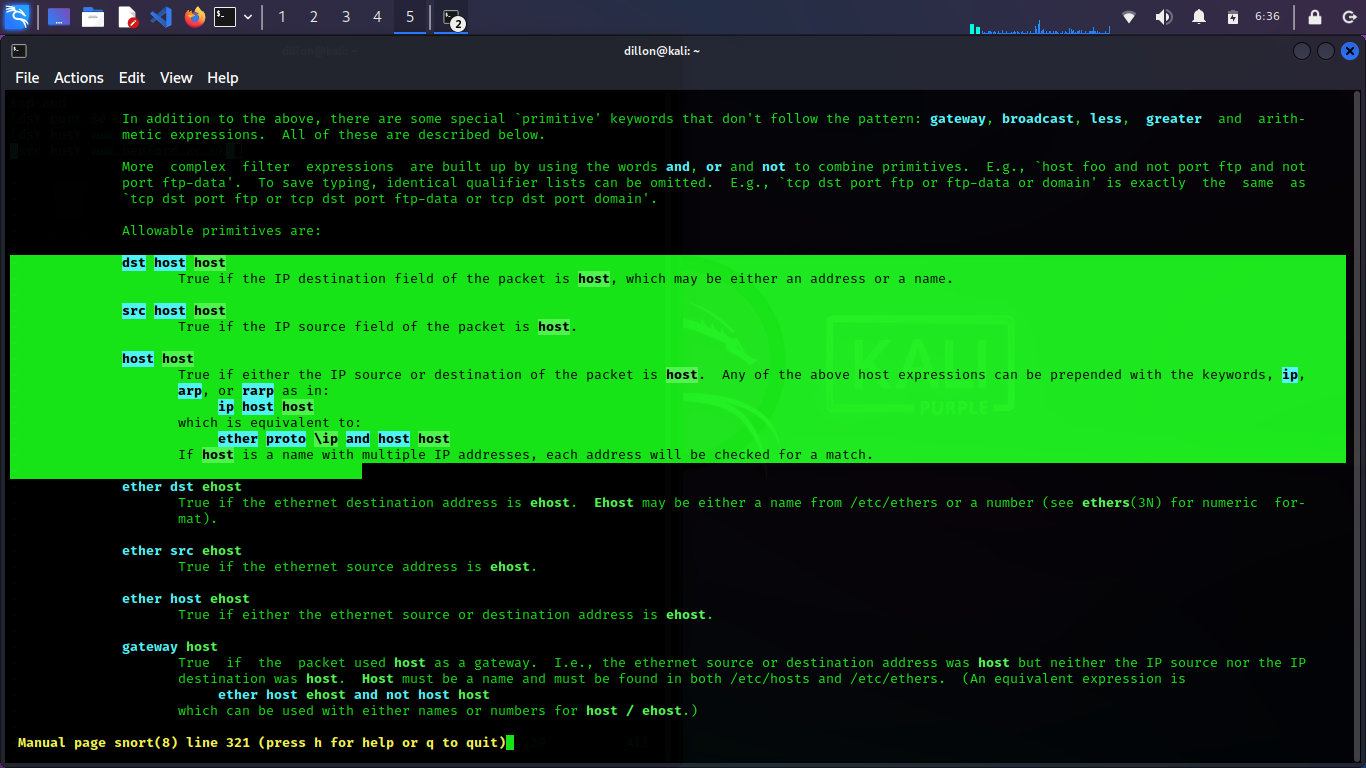 1 2 3 4 5 2 6:36
dillon@kali: ~
File Actions Edit View Help
In addition to the above, there are some special `primitive' keywords that don't follow the pattern: gateway, broadcast, less,  greater  and  arith-
metic expressions.  All of these are described below.
More  complex  filter  expressions  are built up by using the words and, or and not to combine primitives.  E.g., `host foo and not port ftp and not
port ftp-data'.  To save typing, identical qualifier lists can be omitted.  E.g., `tcp dst port ftp or ftp-data or domain' is exactly  the  same  as
`tcp dst port ftp or tcp dst port ftp-data or tcp dst port domain'.
Allowable primitives are:
dst host host
True if the IP destination field of the packet is host, which may be either an address or a name.
src host host
True if the IP source field of the packet is host.
host host
True if either the IP source or destination of the packet is host.  Any of the above host expressions can be prepended with the keywords, ip,
arp, or rarp as in:
ip host host
which is equivalent to:
ether proto \ip and host host
If host is a name with multiple IP addresses, each address will be checked for a match.
ether dst ehost
True if the ethernet destination address is ehost.  Ehost may be either a name from /etc/ethers or a number (see ethers(3N) for numeric  for-
mat).
ether src ehost
True if the ethernet source address is ehost.
ether host ehost
True if either the ethernet source or destination address is ehost.
gateway host
True  if  the  packet used host as a gateway.  I.e., the ethernet source or destination address was host but neither the IP source nor the IP
destination was host.  Host must be a name and must be found in both /etc/hosts and /etc/ethers.  (An equivalent expression is
ether host ehost and not host host
which can be used with either names or numbers for host / ehost.)
Manual page snort(8) line 321 (press h for help or q to quit)
KALI
PURPLE